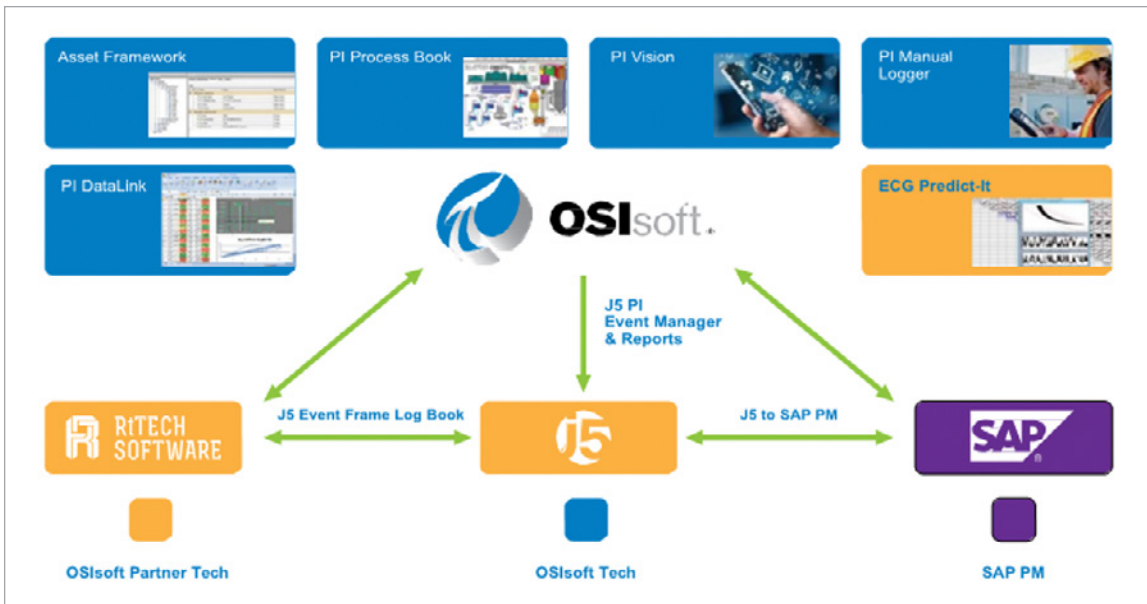 Asset Framework
PI Process Book
PI Vision
PI Manual
Logger
PI DataLink
ECG Predict-It
OSIsoft.
J5 PI
Event Manager
& Reports
RtTECH
SOFTWARE
J5 Event Frame Log Book
J5
J5 to SAP PM
SAP
®
OSIsoft Partner Tech
OSIsoft Tech
SAP PM